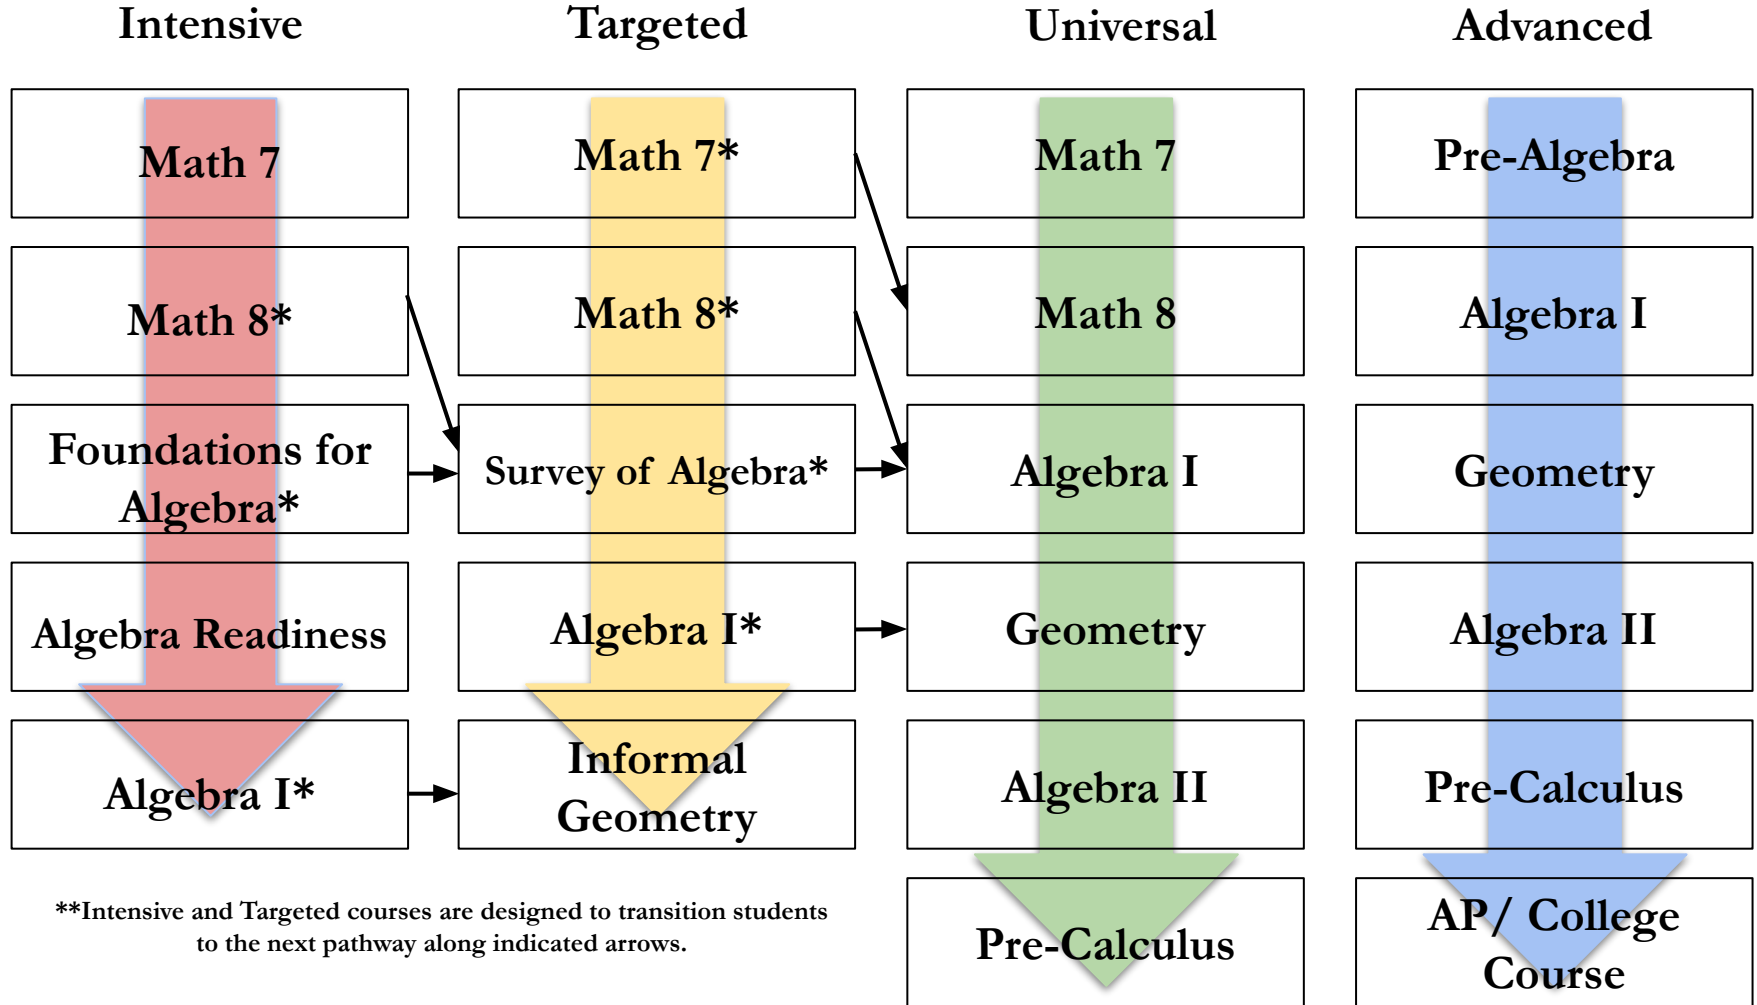 Intensive
Targeted
Universal
Advanced
Math 7
Math 7*
Math 7
Pre-Algebra
Math 8*
Math 8*
Math 8
Algebra I
Foundations for
Algebra*
Survey of Algebra*
Algebra I
Geometry
Algebra Readiness
Algebra I*
Geometry
Algebra II
Algebra I*
Informal
Geometry
Algebra II
Pre-Calculus
**Intensive and Targeted courses are designed to transition students
to the next pathway along indicated arrows.
Pre-Calculus
AP/ College
Course